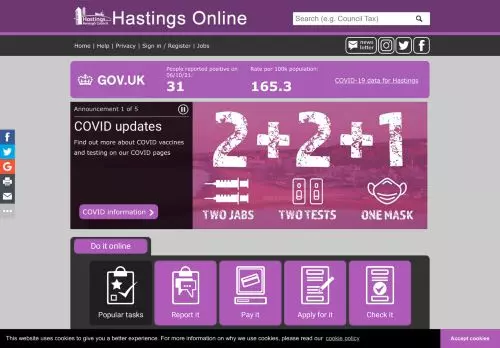 Hastings
Borough Council
Hastings Online
Search (e.g. Council Tax)
Home | Help | Privacy | Sign in / Register | Jobs
news
letter
GOV.UK
People reported positive on
06/10/21:
31
Rate per 100k population:
165.3
COVID-19 data for Hastings
Announcement 1 of 5
COVID updates
Find out more about COVID vaccines
and testing on our COVID pages
COVID information ❯
2+2+1
TWO JABS
TWO TESTS
ONE MASK
Do it online
Popular tasks
Report it
Pay it
Apply for it
Check it
This website uses cookies to give you a better experience. For more information on why we use cookies, please read our cookie policy
Accept cookies